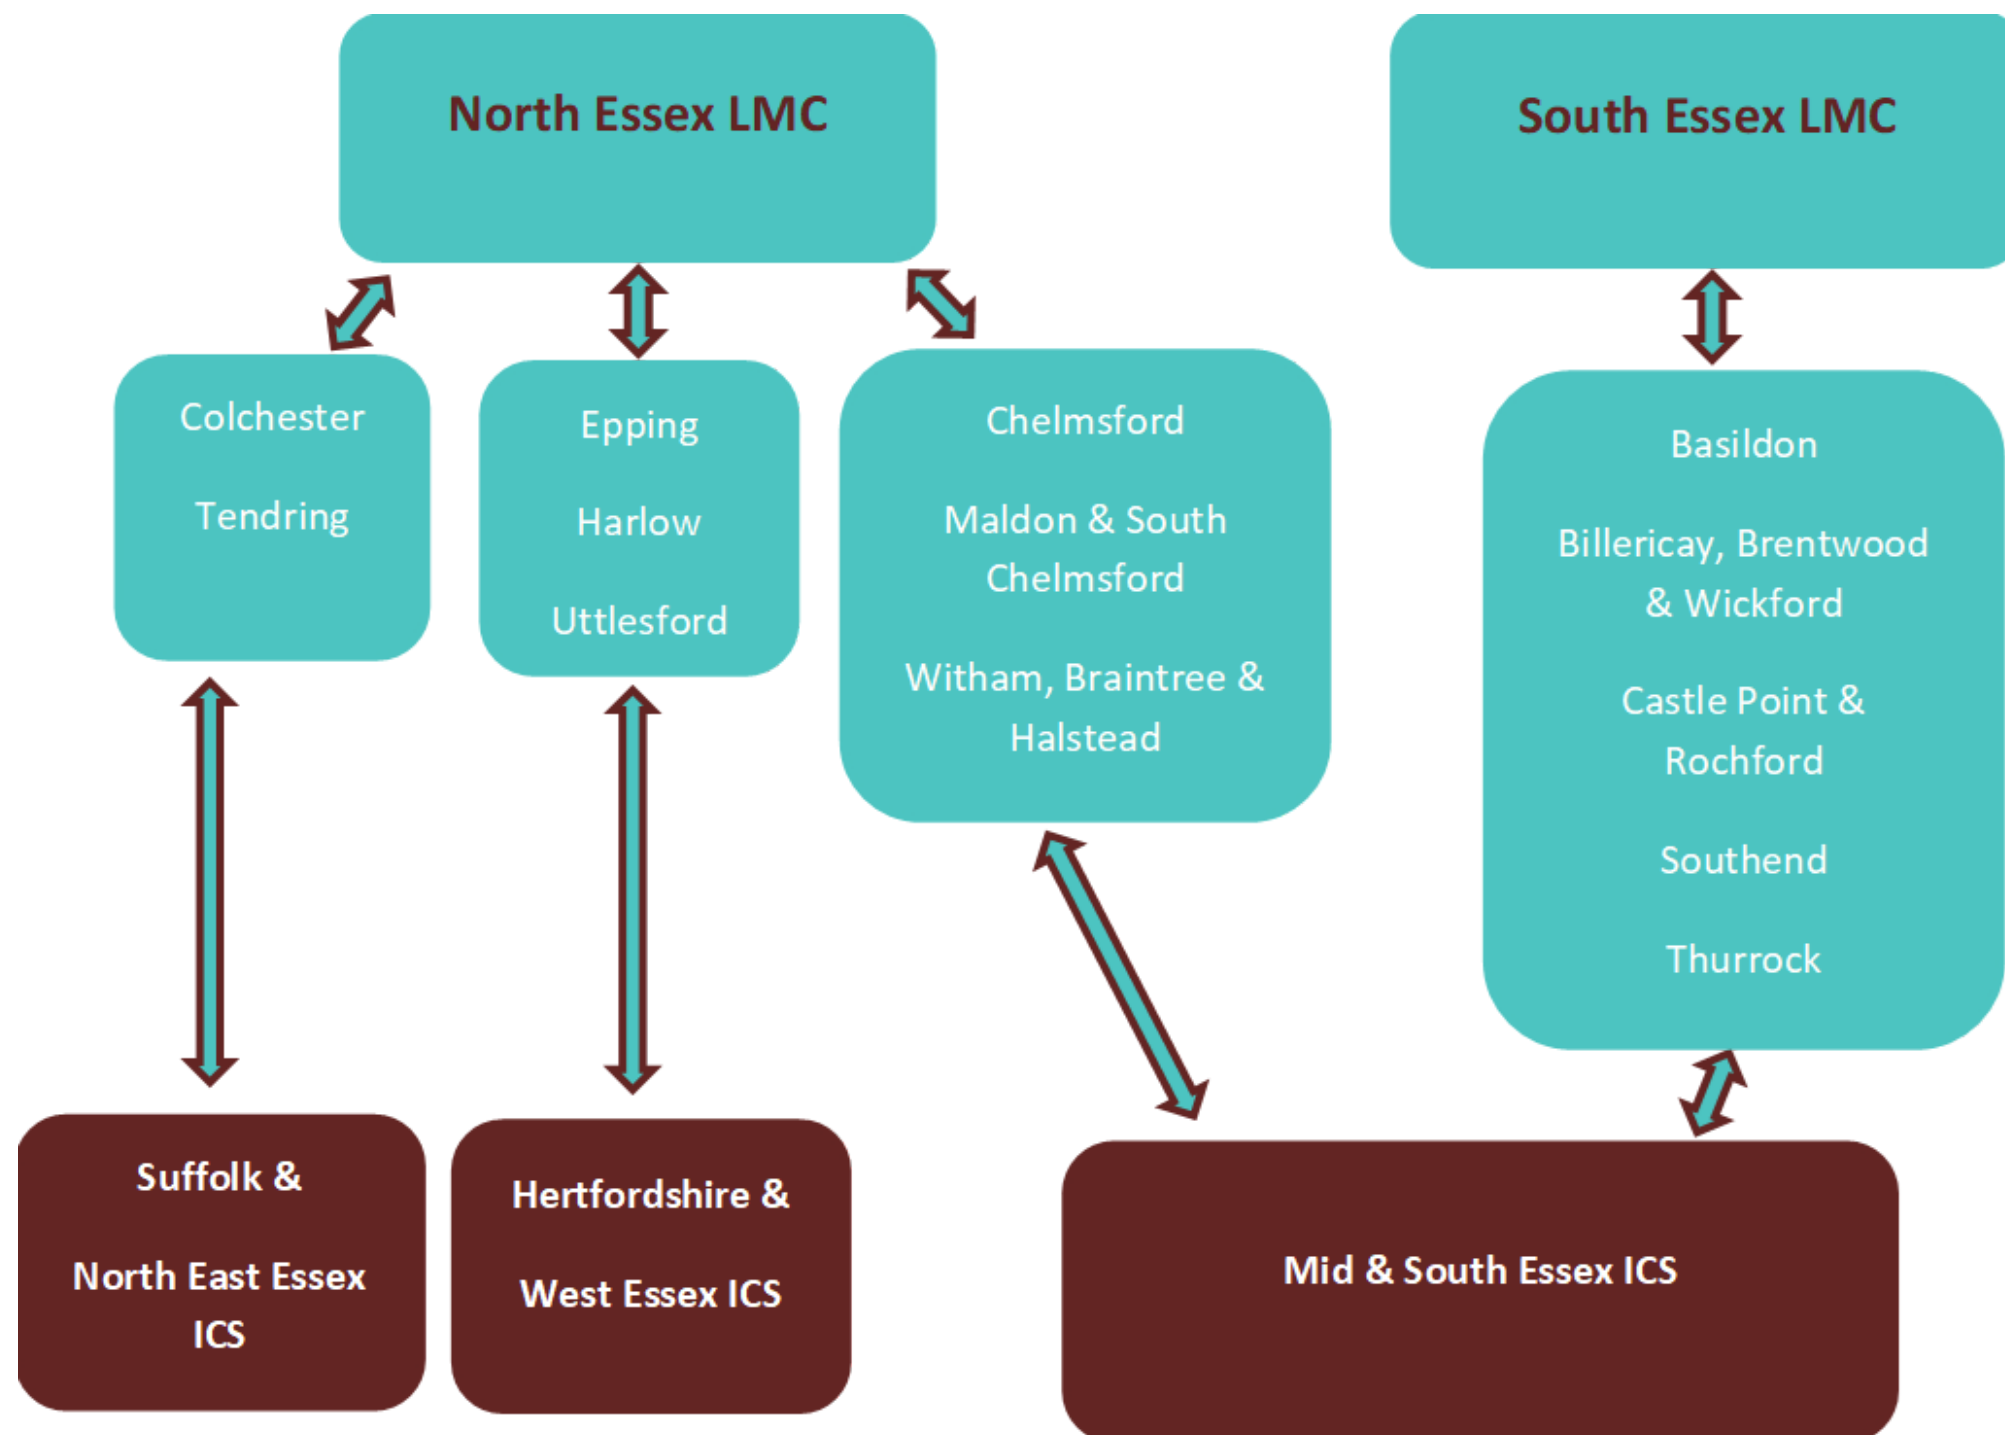 North Essex LMC
South Essex LMC
Colchester
Tendring
Epping
Harlow
Uttlesford
Chelmsford
Maldon & South
Chelmsford
Witham, Braintree &
Halstead
Basildon
Billericay, Brentwood
& Wickford
Castle Point &
Rochford
Southend
Thurrock
Suffolk &
North East Essex
ICS
Hertfordshire &
West Essex ICS
Mid & South Essex ICS